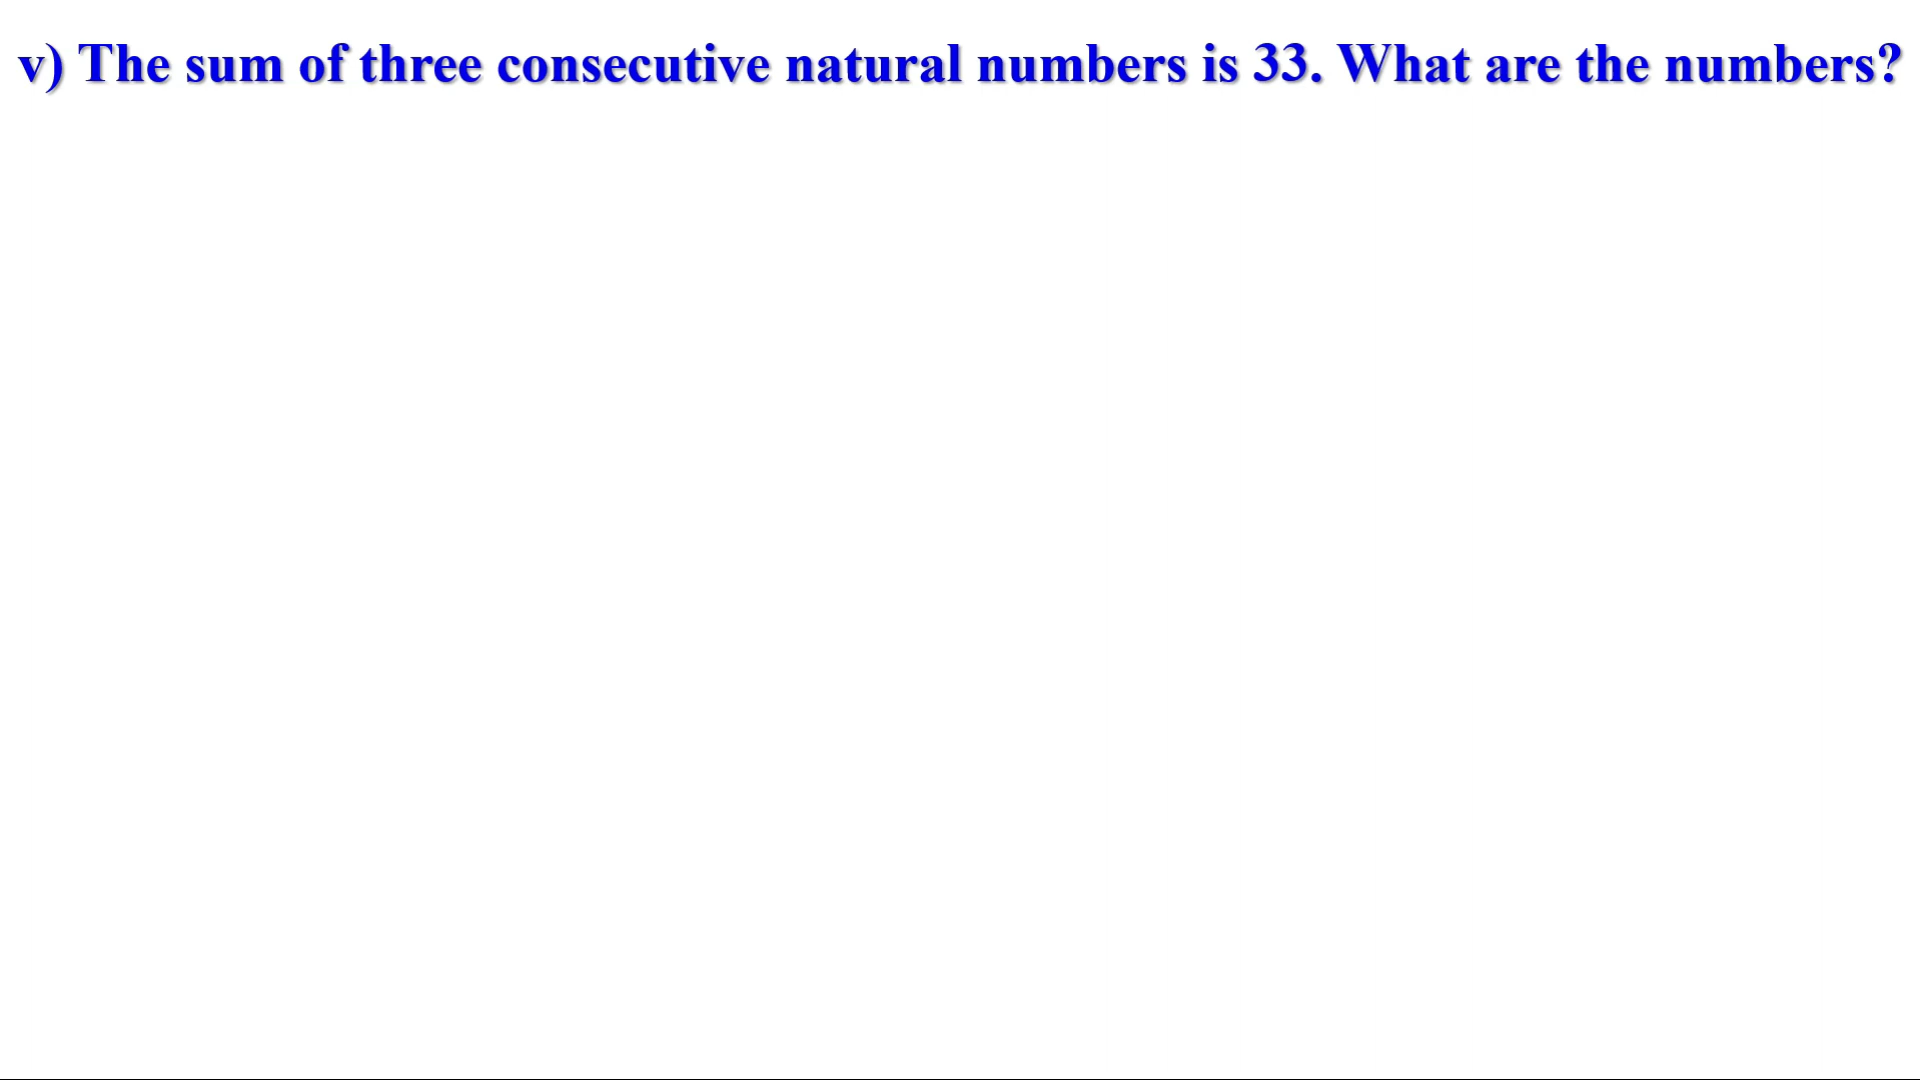 v) The sum of three consecutive natural numbers is 33. What are the numbers?